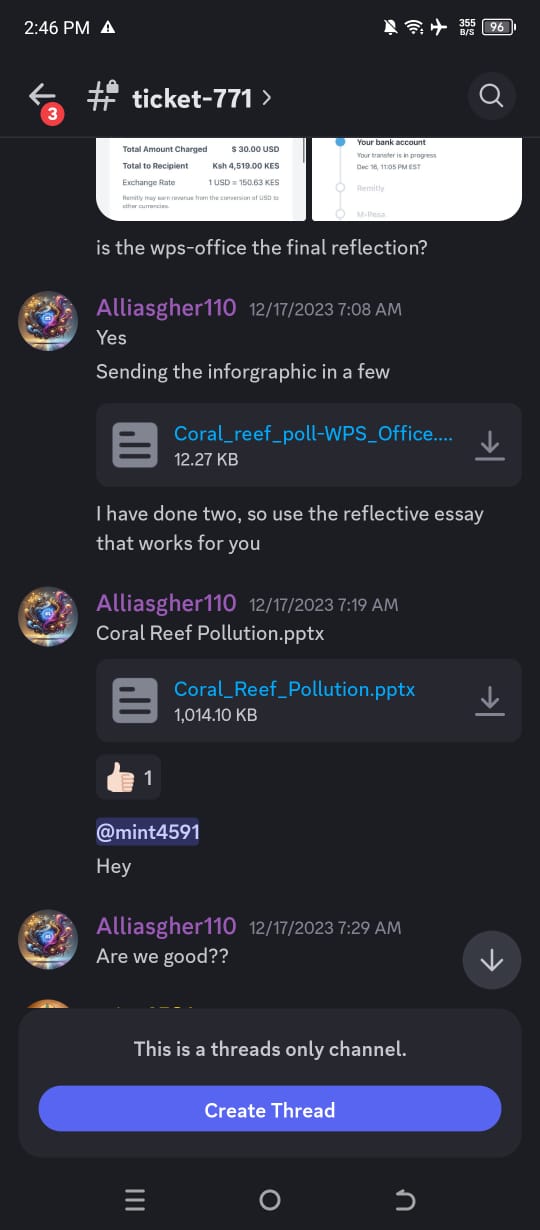 2:46 PM
355
B/S
96
3
ticket-771
Total Amount Charged $ 30.00 USD
Total to Recipient Ksh 4,519.00 KES
Exchange Rate 1 USD = 150.63 KES
Remitly may earn revenue from the conversion of USD to
other currencies.
Your bank account
Your transfer is in progress
Dec 16, 11:05 PM EST
Remitly
M-Pesa
is the wps-office the final reflection?
Alliasgher110 12/17/2023 7:08 AM
Yes
Sending the inforgraphic in a few
Coral_reef_poll-WPS_Office....
12.27 KB
I have done two, so use the reflective essay
that works for you
Alliasgher110 12/17/2023 7:19 AM
Coral Reef Pollution.pptx
Coral_Reef_Pollution.pptx
1,014.10 KB
1
@mint4591
Hey
Alliasgher110 12/17/2023 7:29 AM
Are we good??
This is a threads only channel.
Create Thread